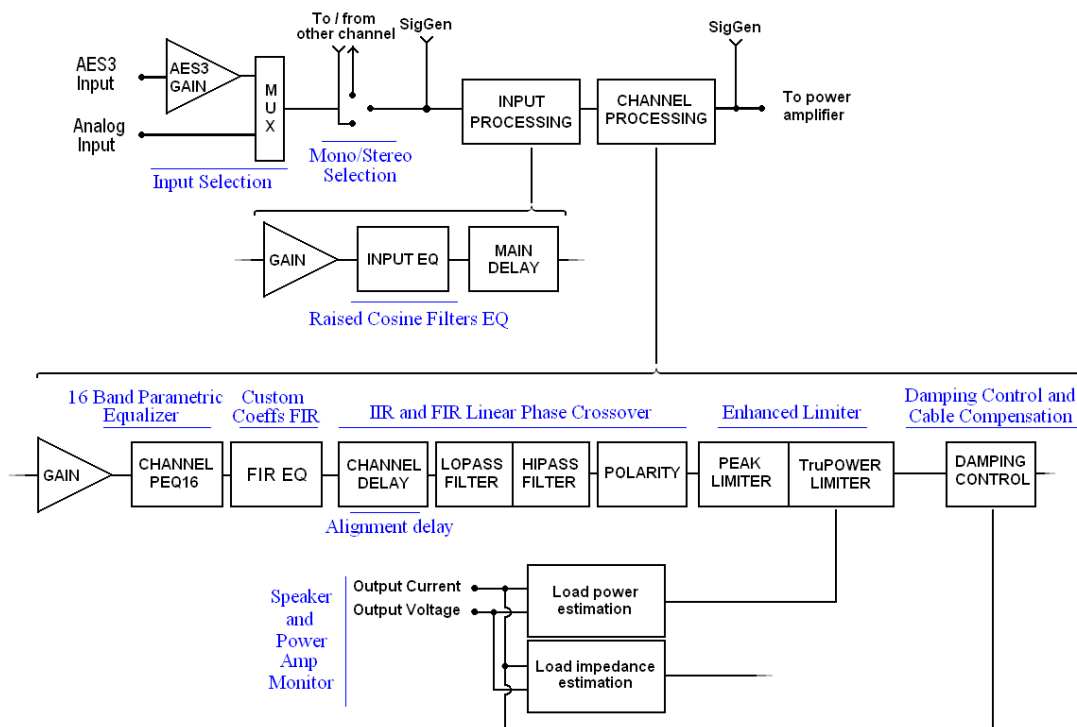 To / from
other channel
SigGen
SigGen
AES3
Input
AES3
GAIN
MUX
Analog
Input
INPUT
PROCESSING
CHANNEL
PROCESSING
To power
amplifier
Input Selection
Mono/Stereo
Selection
GAIN
INPUT EQ
MAIN
DELAY
Raised Cosine Filters EQ
16 Band Parametric
Equalizer
Custom
Coeffs FIR
IIR and FIR Linear Phase Crossover
Enhanced Limiter
Damping Control and
Cable Compensation
GAIN
CHANNEL
PEQ16
FIR EQ
CHANNEL
DELAY
LOPASS
FILTER
HIPASS
FILTER
POLARITY
PEAK
LIMITER
TruPOWER
LIMITER
DAMPING
CONTROL
Alignment delay
Speaker
and
Power
Amp
Monitor
Output Current
Output Voltage
Load power
estimation
Load impedance
estimation